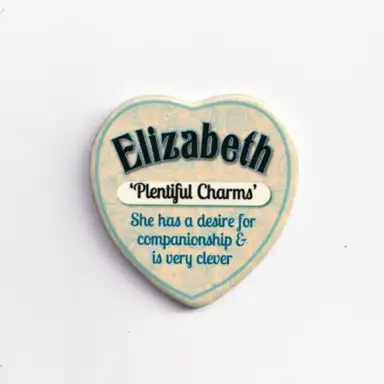 Elizabeth
'Plentiful Charms'
She has a desire for
companionship &
is very clever